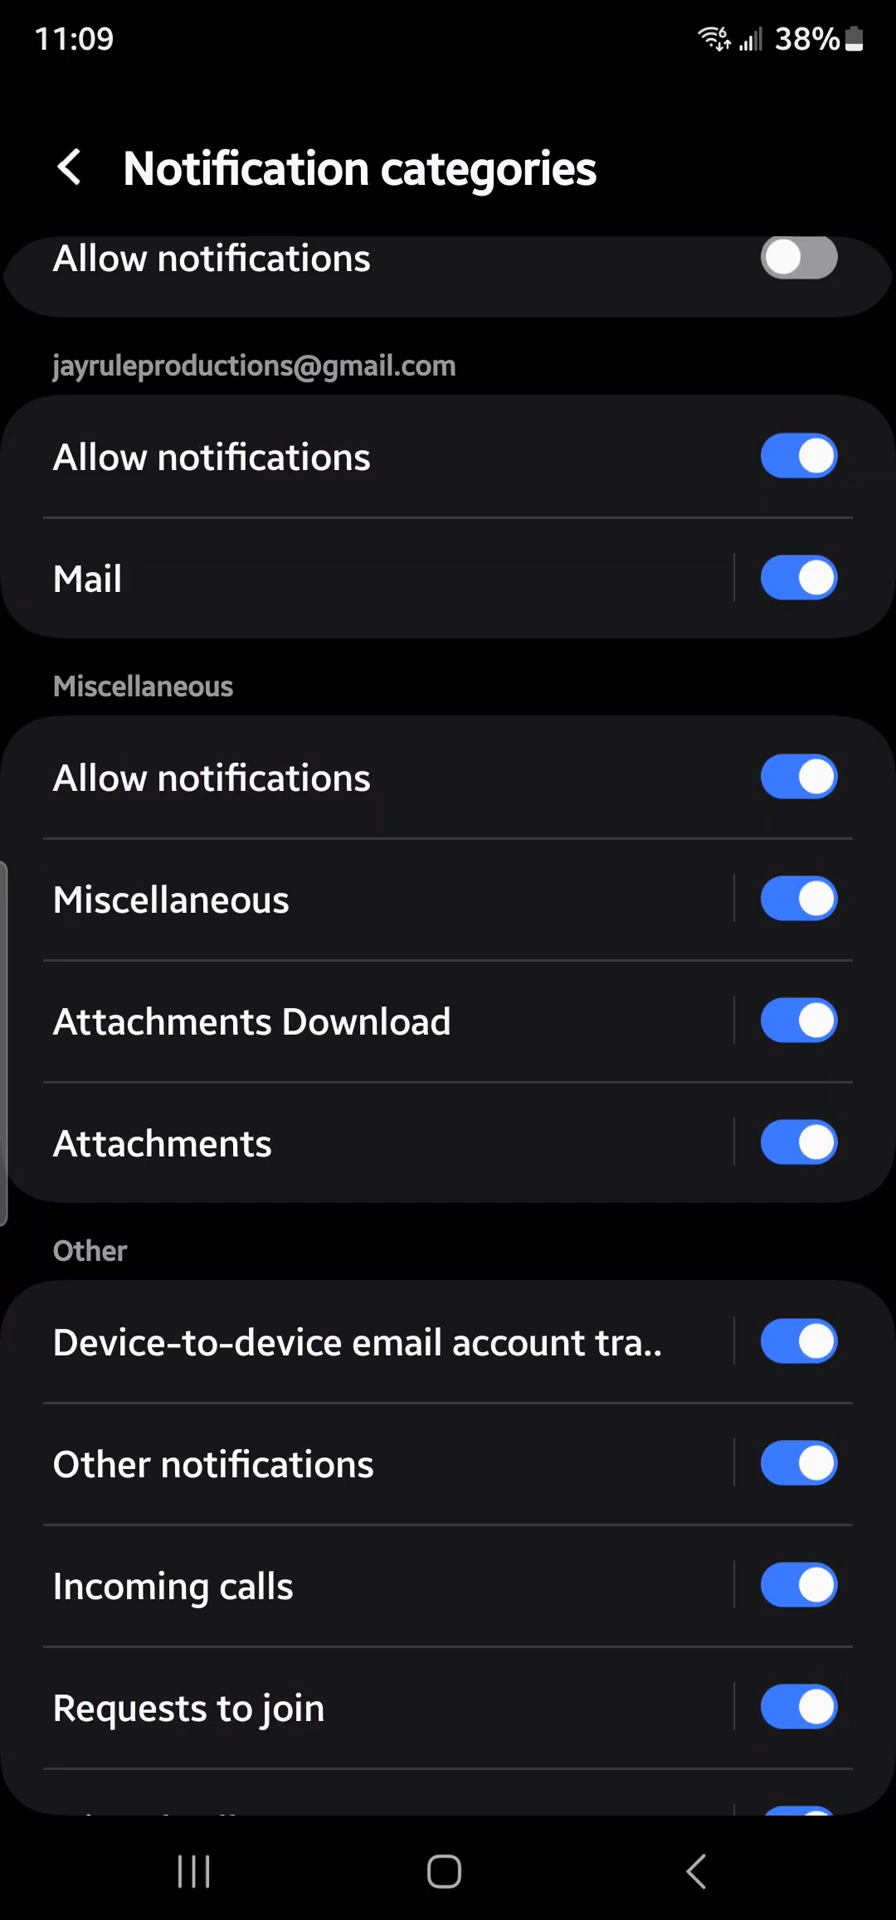 11:09
38%
Notification categories
Allow notifications
jayruleproductions@gmail.com
Allow notifications
Mail
Miscellaneous
Allow notifications
Miscellaneous
Attachments Download
Attachments
Other
Device-to-device email account tra..
Other notifications
Incoming calls
Requests to join